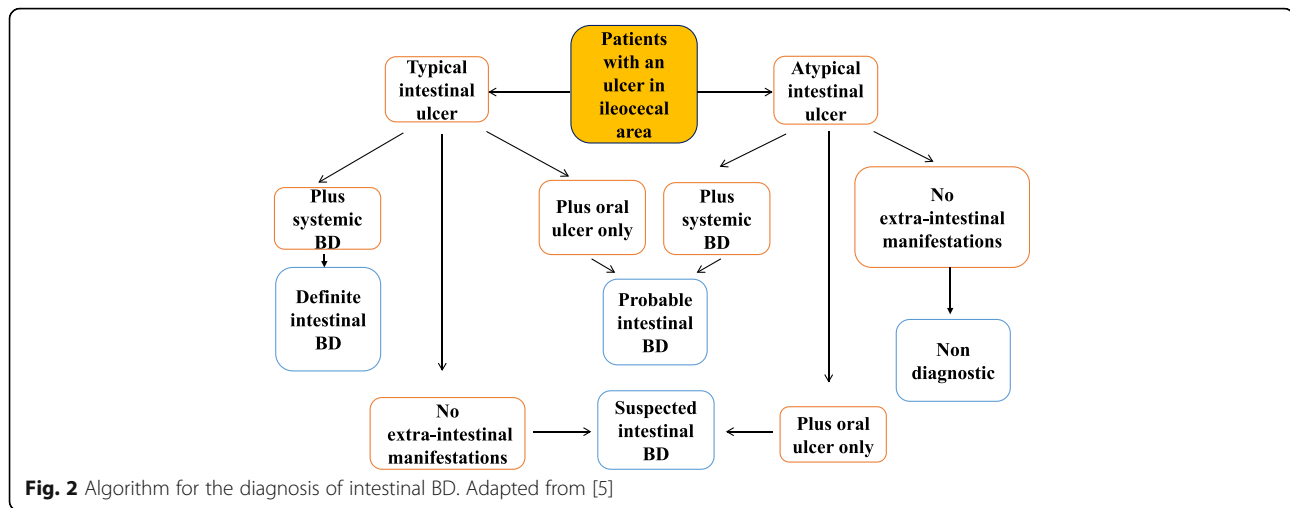 Patients
with an
ulcer in
ileocecal
area
Typical
intestinal
ulcer
Atypical
intestinal
ulcer
Plus
systemic
BD
Plus oral
ulcer only
Plus
systemic
BD
No
extra-intestinal
manifestations
Definite
intestinal
BD
Probable
intestinal
BD
Non
diagnostic
No
extra-intestinal
manifestations
Suspected
intestinal
BD
Plus oral
ulcer only
Fig. 2 Algorithm for the diagnosis of intestinal BD. Adapted from [5]